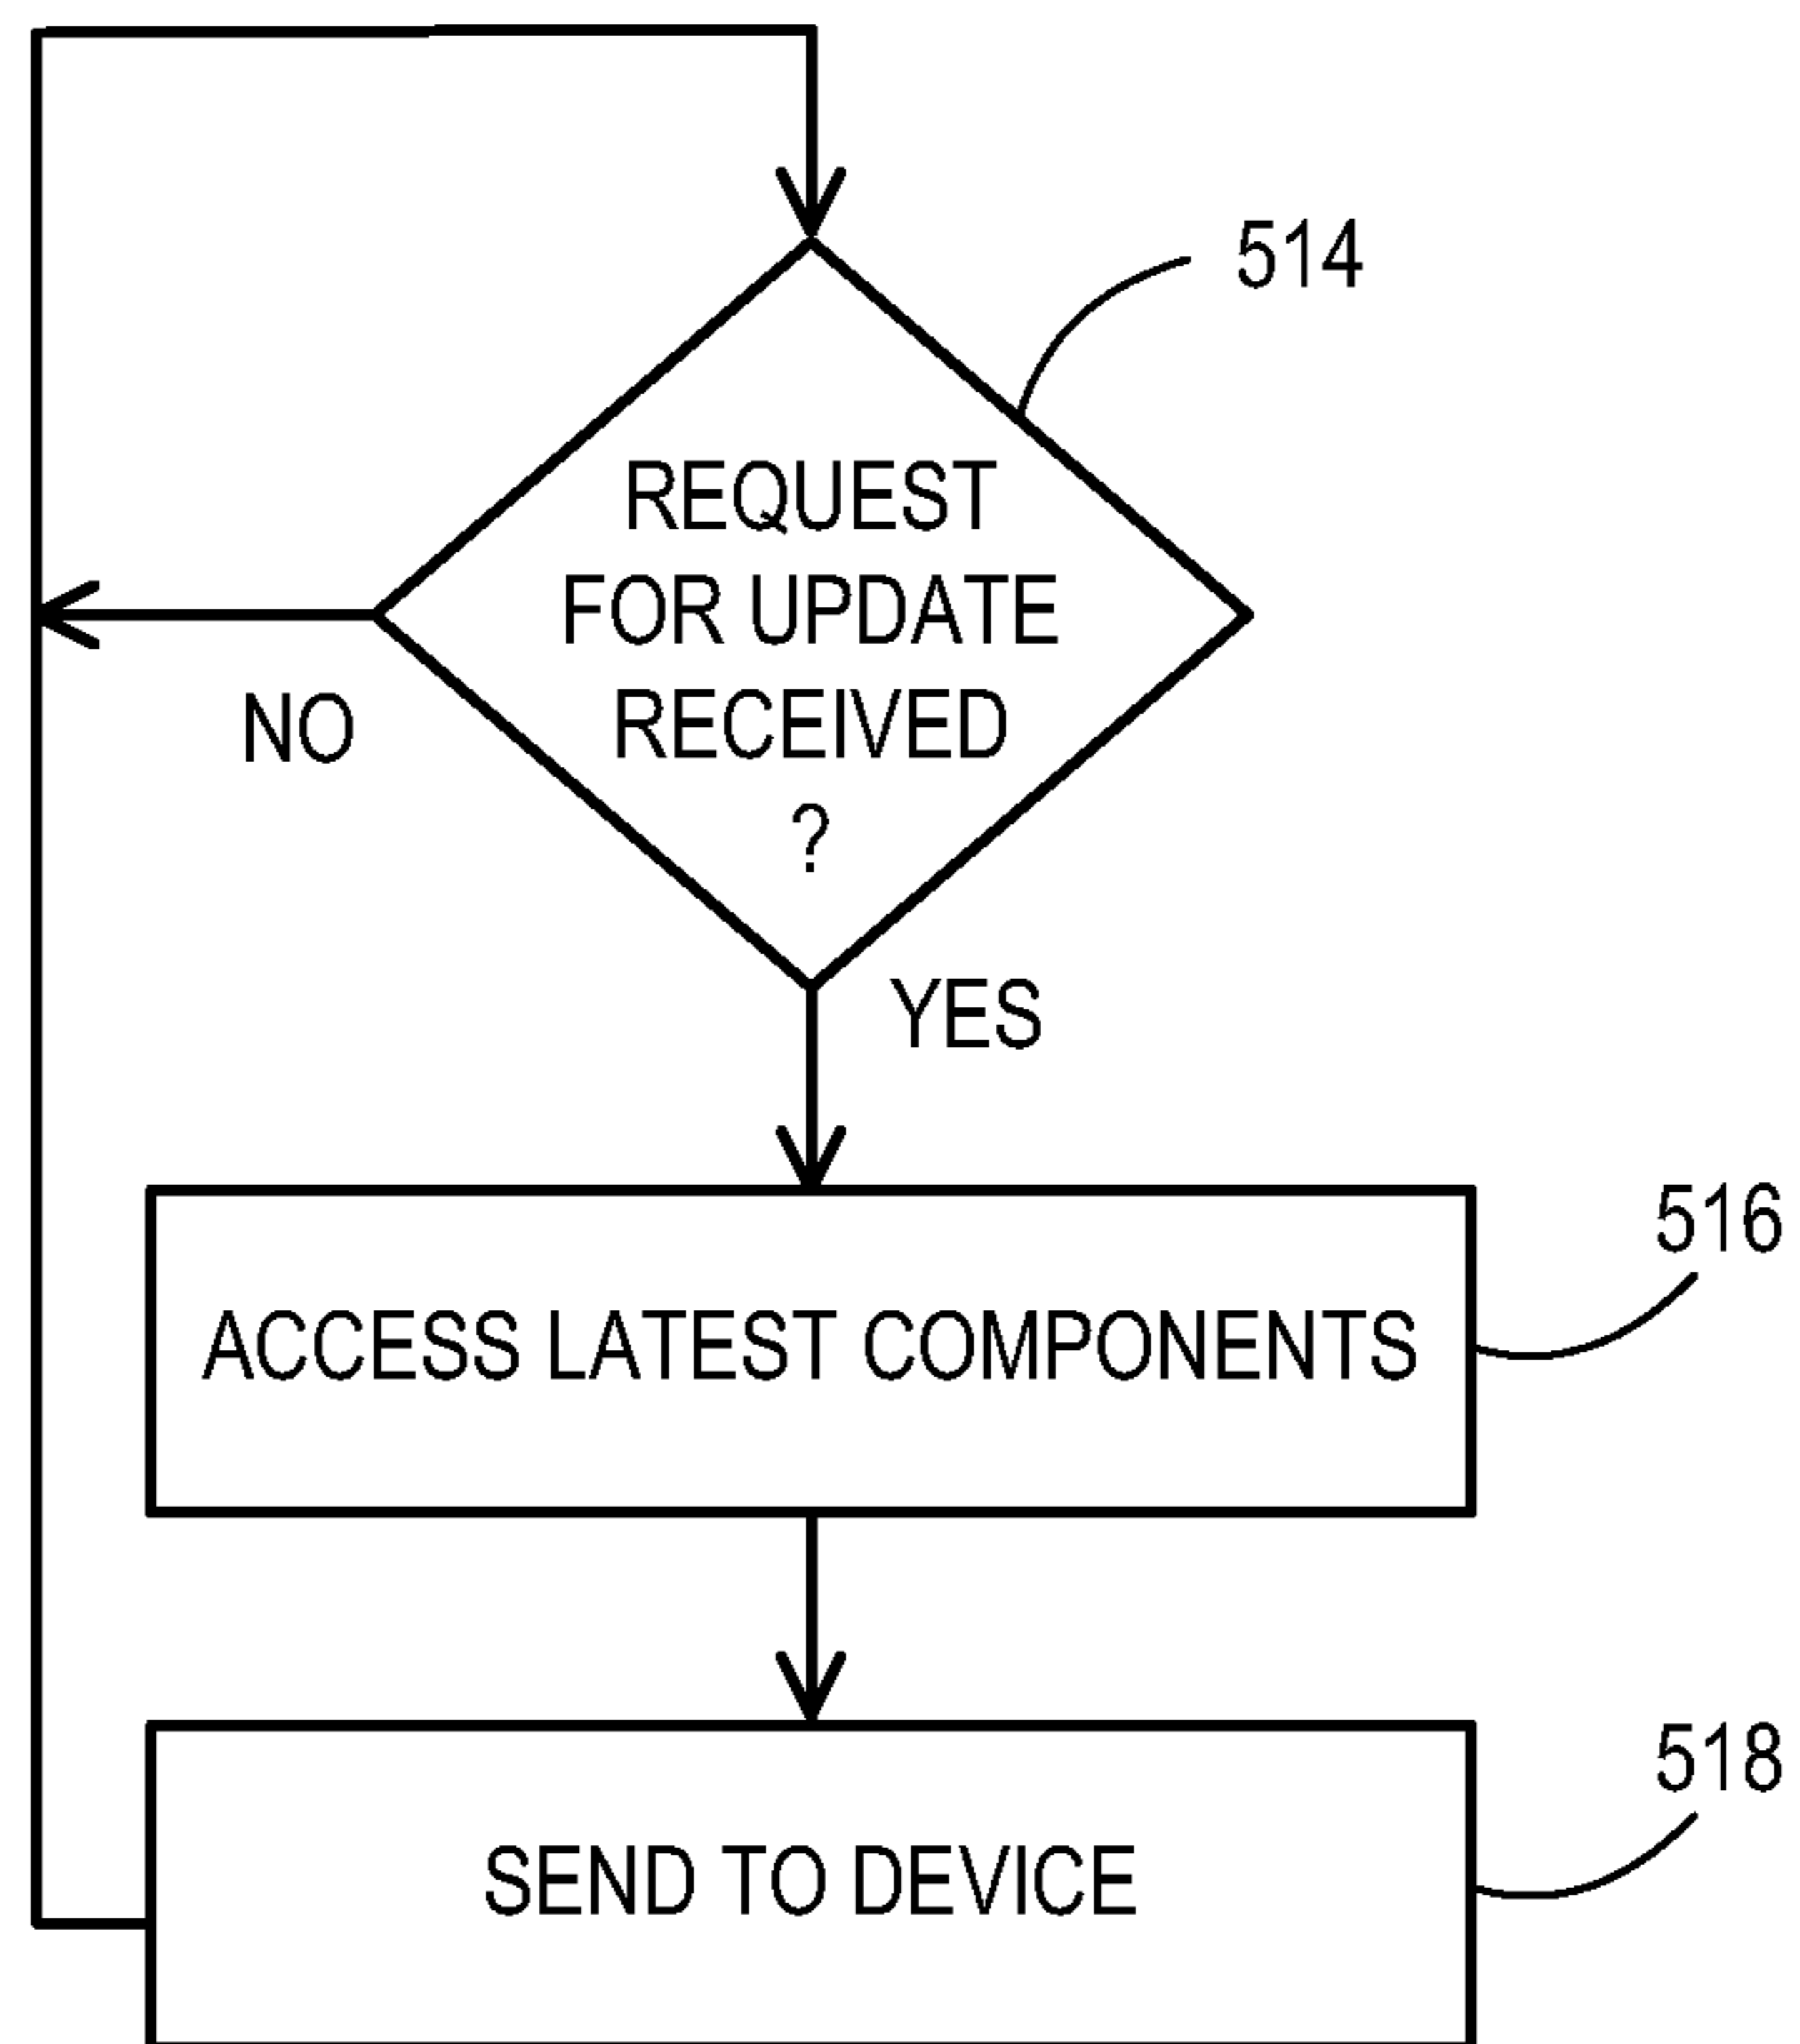 514
REQUEST
FOR UPDATE
RECEIVED
?
NO
YES
516
ACCESS LATEST COMPONENTS
518
SEND TO DEVICE